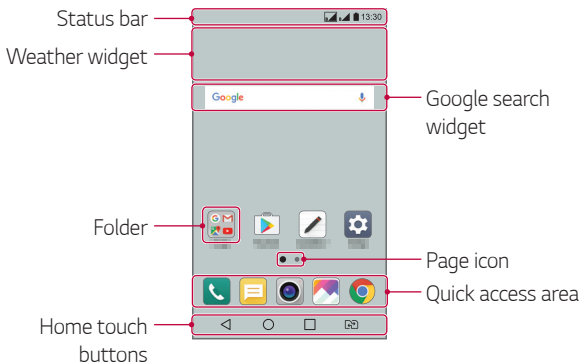 Status bar
13:30
Weather widget
Google
Google search
widget
Folder
Page icon
Quick access area
Home touch
buttons